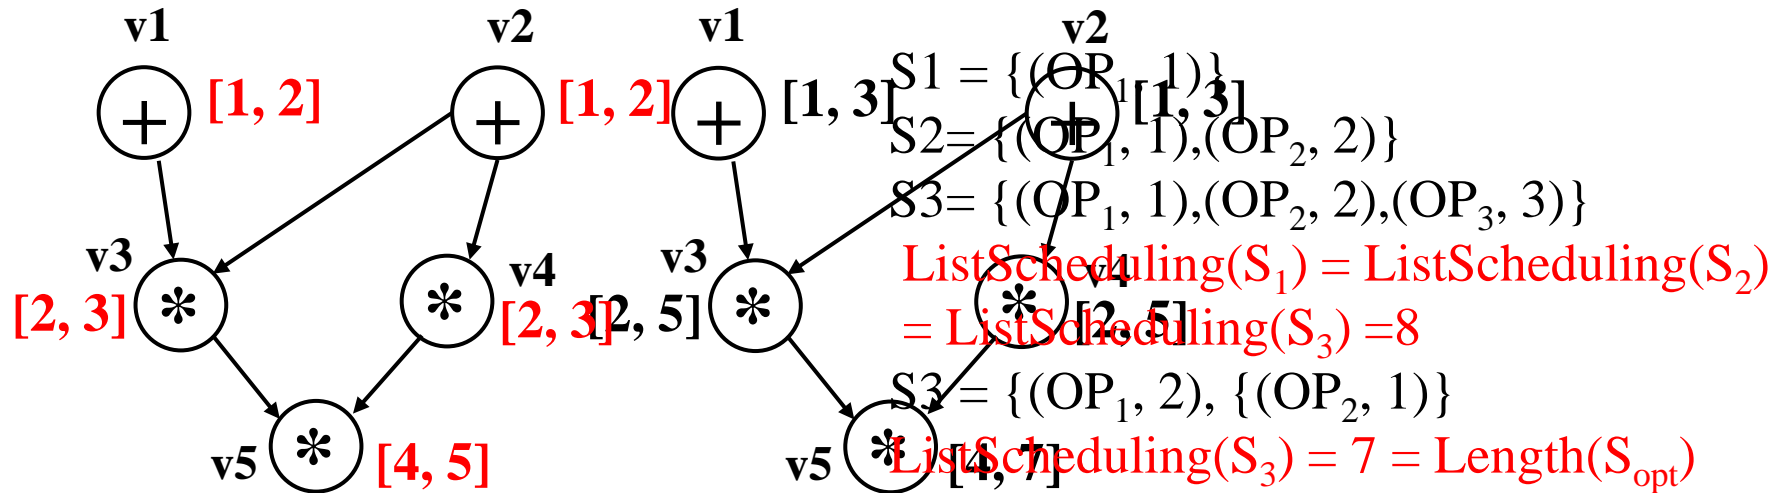 v1
v2
v1
v2
+ [1, 2]
+ [1, 2]
+ [1, 3]
+ [1, 3]
v3
v4
v3
v4
[2, 3] *
* [2, 3]
[2, 5] *
* [2, 5]
v5 * [4, 5]
v5 * [4, 7]
S1 = {(OP1, 1)}
S2= {(OP1, 1),(OP2, 2)}
S3= {(OP1, 1),(OP2, 2),(OP3, 3)}
ListScheduling(S1) = ListScheduling(S2)
= ListScheduling(S3) =8
S3 = {(OP1, 2), {(OP2, 1)}
ListScheduling(S3) = 7 = Length(Sopt)